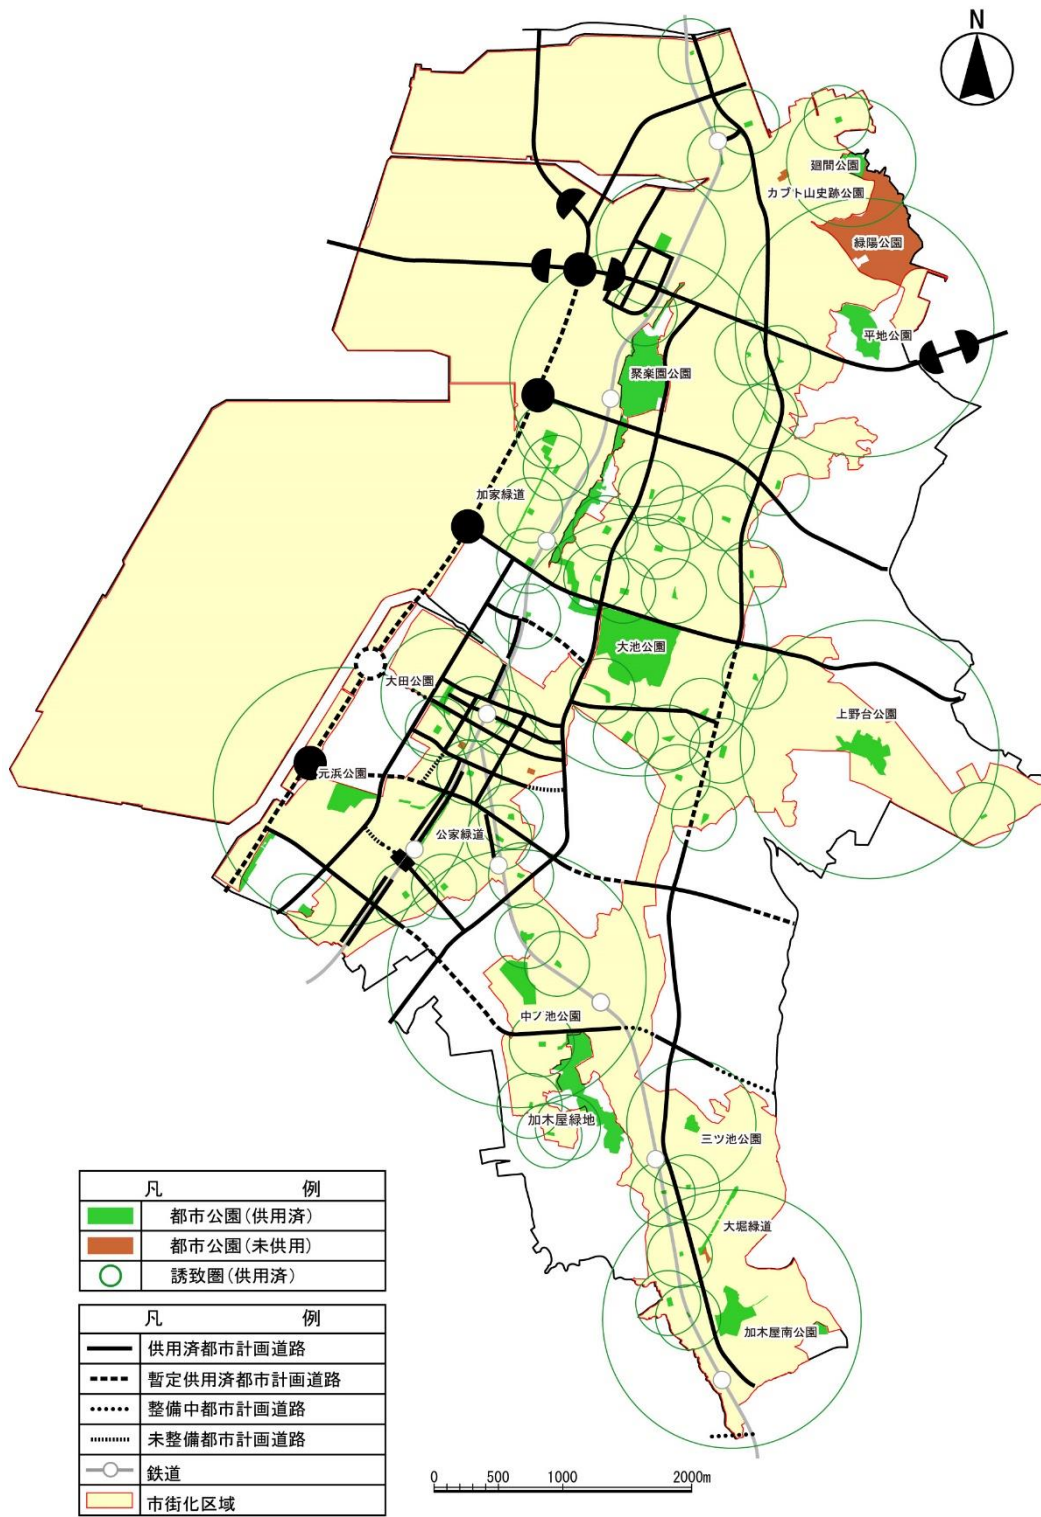 N
廻間公園
カブト山史跡公園
緑陽公園
平地公園
聚楽園公園
加家緑道
大池公園
大田公園
上野台公園
元浜公園
公家緑道
中ノ池公園
加木屋緑地
三ツ池公園
大堀緑道
加木屋南公園
凡 例
都市公園(供用済)
都市公園(未供用)
誘致圏(供用済)
凡 例
供用済都市計画道路
暫定供用済都市計画道路
整備中都市計画道路
未整備都市計画道路
鉄道
市街化区域
0 500 1000 2000m